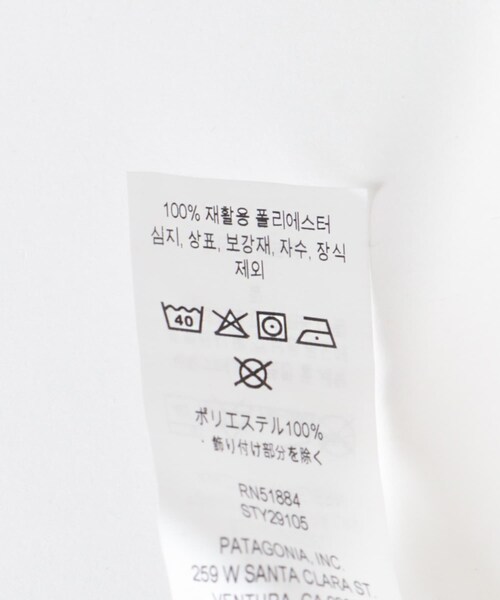 100% 재활용 폴리에스터
심지, 상표, 보강재, 자수, 장식
제외
40
ポリエステル100%
飾り付け部分を除く
RN51884
STY29105
PATAGONIA, INC.
259 W SANTA CLARA ST.
VENTURA, CA